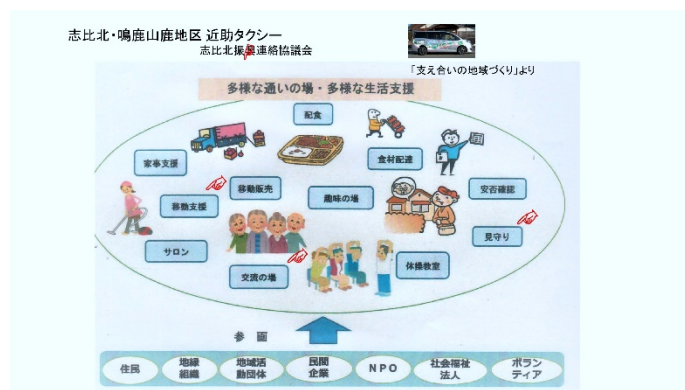 志比北・鳴鹿山鹿地区 近助タクシー
志比北振興連絡協議会
「支え合いの地域づくり」より
多様な通いの場・多様な生活支援
配食
家事支援
食材配達
移動販売
安否確認
移動支援
趣味の場
見守り
サロン
交流の場
体操教室
参 画
住民
地縁
組織
地域活
動団体
民間
企業
NPO
社会福祉
法人
ボラン
ティア